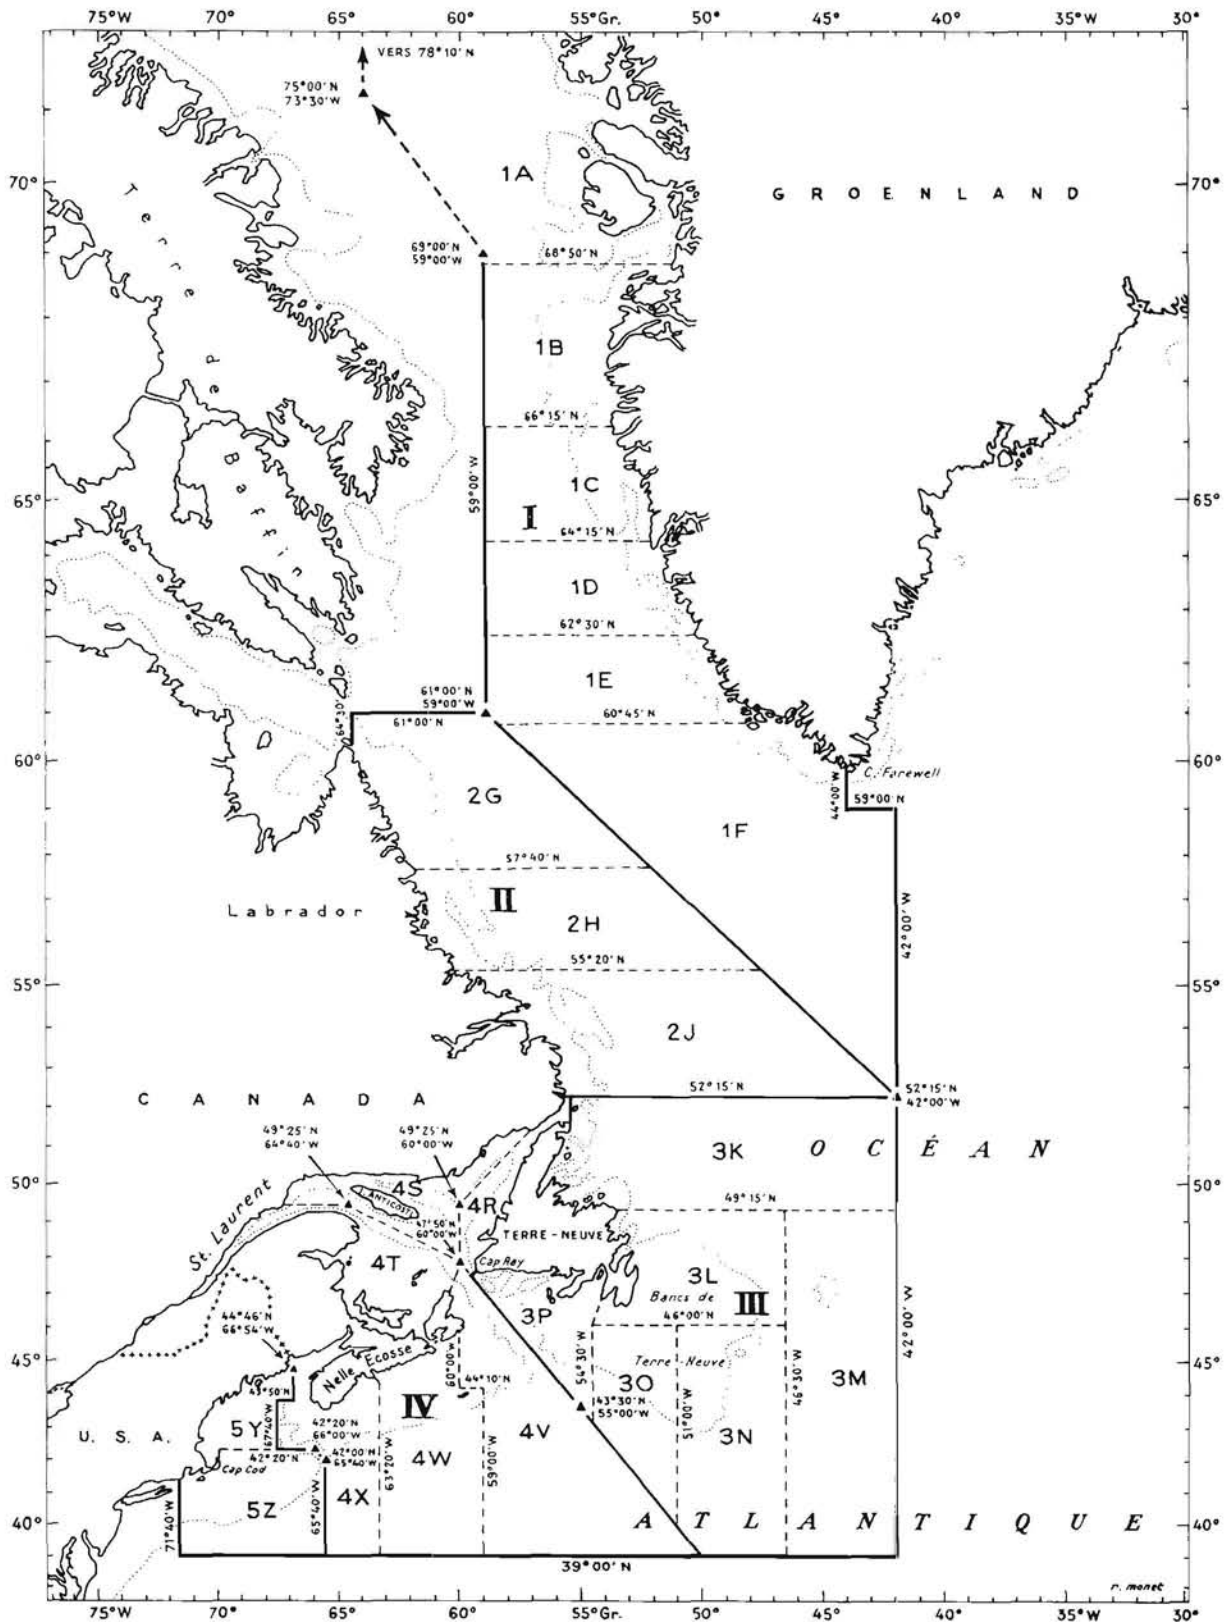 75°W 70° 65° 60° 55°Gr. 50° 45° 40° 35° 30°
VERS 78°10'N
75°00'N
73°30'W
1A
70°
70°
GROENLAND
Terre de Baffin
69°00'N
59°00'W
68°50'N
1B
66°15'N
59°00'W
1C
65°
65°
I
64°15'N
1D
62°30'N
1E
61°00'N
59°00'W
64°30'
61°00'N
60°45'N
60°
60°
C. Farewell
44°00'W
59°00'N
2G
1F
57°40'N
II
Labrador
2H
42°00'W
55°20'N
55°
55°
2J
52°15'N
52°15'N
42°00'W
CANADA
49°25'N
64°40'W
49°25'N
60°00'W
3K
OCÉAN
50°
50°
4S
I. ANTICOSTI
4R
49°15'N
St. Laurent
47°50'N
60°00'W
TERRE-NEUVE
4T
Cap Ray
3L
Bancs de
III
3P
46°00'N
42°00'W
44°46'N
66°54'W
45°
45°
Nelle Ecosse
60°00'W
44°10'N
54°30'W
Terre-Neuve
46°30'W
3M
43°50'N
IV
3O
43°30'N
55°00'W
51°00'W
5Y
67°40'W
42°20'N
66°00'W
4V
3N
U.S.A.
42°20'N
42°00'N
65°40'W
63°20'W
4W
59°00'W
Cap Cod
5Z
4X
71°40'W
65°40'W
40°
ATLANTIQUE
40°
39°00'N
r. monet
75°W 70° 65° 60° 55°Gr. 50° 45° 40° 35°W 30°